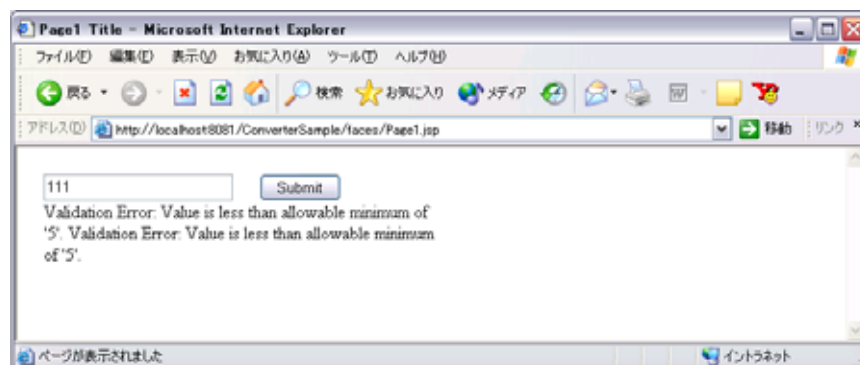 Page1 Title - Microsoft Internet Explorer
ファイル(F) 編集(E) 表示(V) お気に入り(A) ツール(T) ヘルプ(H)
戻る 検索 お気に入り メディア
アドレス(D) http://localhost:8081/ConverterSample/faces/Page1.jsp 移動 リンク
111 Submit
Validation Error: Value is less than allowable minimum of
'5'. Validation Error: Value is less than allowable minimum
of '5'.
ページが表示されました イントラネット